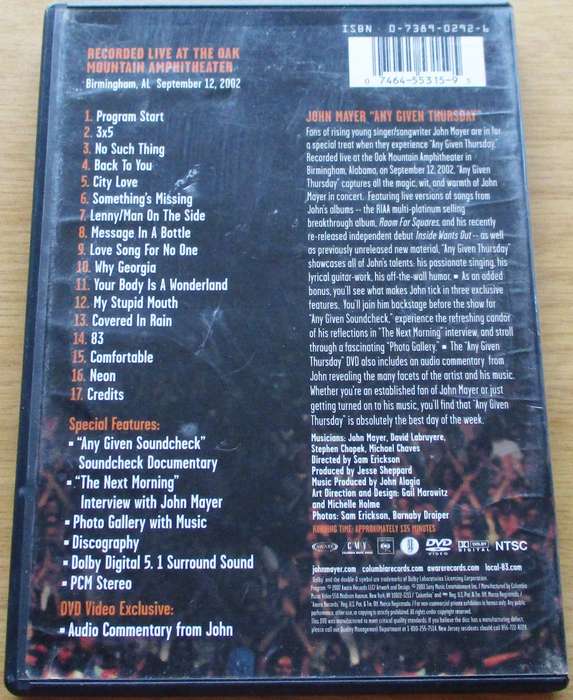 ISBN 0-7389-0292-6
0 7464-55315-9
RECORDED LIVE AT THE OAK
MOUNTAIN AMPHITHEATER
Birmingham, AL September 12, 2002
1. Program Start
2. 3x5
3. No Such Thing
4. Back To You
5. City Love
6. Something's Missing
7. Lenny/Man On The Side
8. Message In A Bottle
9. Love Song For No One
10. Why Georgia
11. Your Body Is A Wonderland
12. My Stupid Mouth
13. Covered In Rain
14. 83
15. Comfortable
16. Neon
17. Credits
Special Features:
▪ "Any Given Soundcheck"
Soundcheck Documentary
▪ "The Next Morning"
Interview with John Mayer
▪ Photo Gallery with Music
▪ Discography
▪ Dolby Digital 5. 1 Surround Sound
▪ PCM Stereo
DVD Video Exclusive:
▪ Audio Commentary from John
JOHN MAYER "ANY GIVEN THURSDAY"
Fans of rising young singer/songwriter John Mayer are in for
a special treat when they experience "Any Given Thursday."
Recorded live at the Oak Mountain Amphitheater in
Birmingham, Alabama, on September 12, 2002, "Any Given
Thursday" captures all the magic, wit, and warmth of John
Mayer in concert. Featuring live versions of songs from
John's albums -- the RIAA multi-platinum selling
breakthrough album, Room For Squares, and his recently
re-released independent debut Inside Wants Out -- as well
as previously unreleased new material, "Any Given Thursday"
showcases all of John's talents: his passionate singing, his
lyrical guitar-work, his off-the-wall humor. ▪ As an added
bonus, you'll see what makes John tick in three exclusive
features. You'll join him backstage before the show for
"Any Given Soundcheck," experience the refreshing candor
of his reflections in "The Next Morning" interview, and stroll
through a fascinating "Photo Gallery." ▪ The "Any Given
Thursday" DVD also includes an audio commentary from
John revealing the many facets of the artist and his music.
Whether you're an established fan of John Mayer or just
getting turned on to his music, you'll find that "Any Given
Thursday" is absolutely the best day of the week.
Musicians: John Mayer, David Labruyere,
Stephen Chopek, Michael Chaves
Directed by Sam Erickson
Produced by Jesse Sheppard
Music Produced by John Alagia
Art Direction and Design: Gail Marowitz
and Michelle Holme
Photos: Sam Erickson, Barnaby Draper
RUNNING TIME: APPROXIMATELY 135 MINUTES
AWARE CMV DVD VIDEO DOLBY DIGITAL NTSC
johnmayer.com columbiarecords.com awarerecords.com local-83.com
Dolby and the double-d symbol are trademarks of Dolby Laboratories Licensing Corporation.